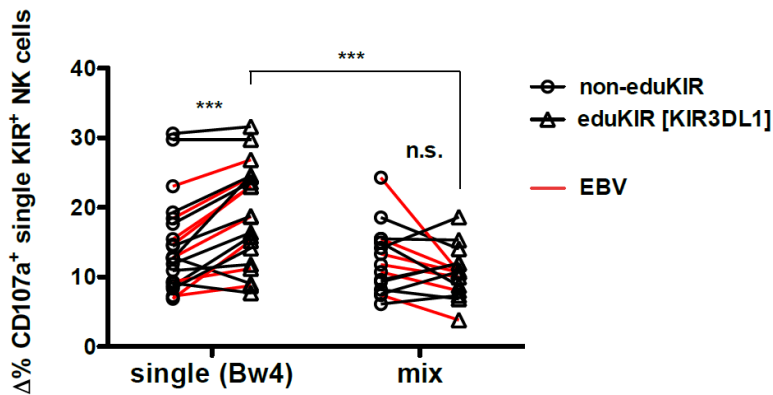 Δ% CD107a⁺ single KIR⁺ NK cells
40
30
20
10
0
***
***
n.s.
single (Bw4)
mix
non-eduKIR
eduKIR [KIR3DL1]
EBV